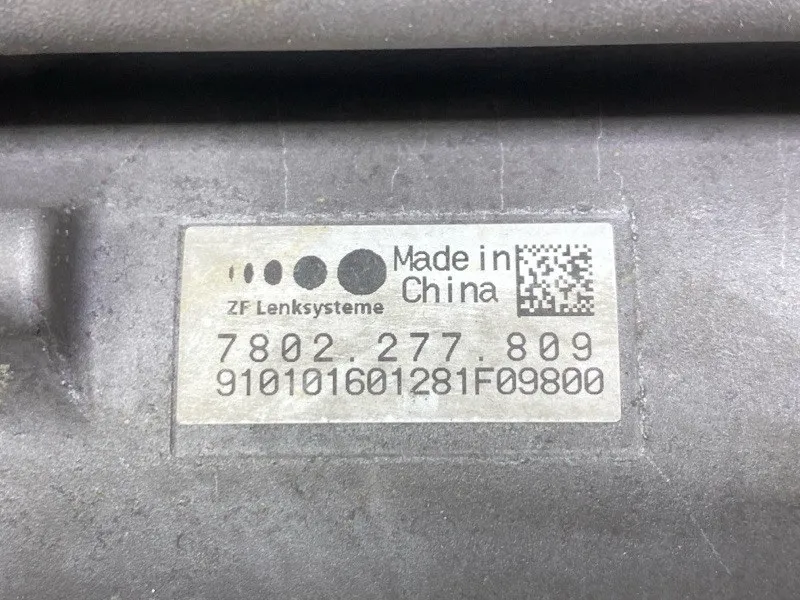 Made in
China
ZF Lenksysteme
7802.277.809
910101601281F09800